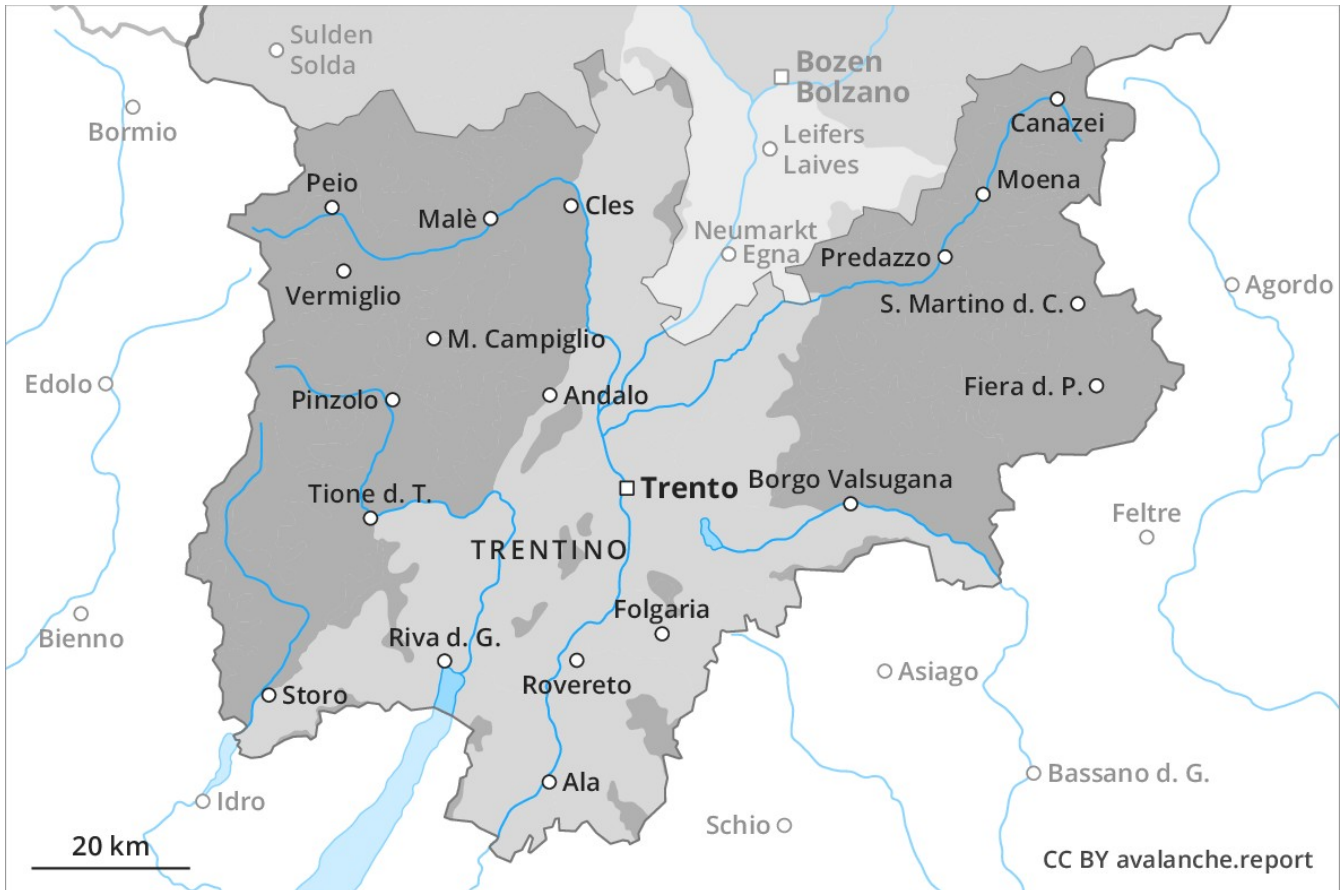 Sulden
Solda
Bozen
Bolzano
Bormio
Canazei
Leifers
Laives
Peio
Moena
Malè
Cles
Neumarkt
Egna
Predazzo
Vermiglio
Agordo
S. Martino d. C.
M. Campiglio
Edolo
Pinzolo
Andalo
Fiera d. P.
Trento
Borgo Valsugana
Tione d. T.
Feltre
TRENTINO
Bienno
Folgaria
Riva d. G.
Asiago
Rovereto
Storo
Ala
Bassano d. G.
Idro
Schio
20 km
CC BY avalanche.report